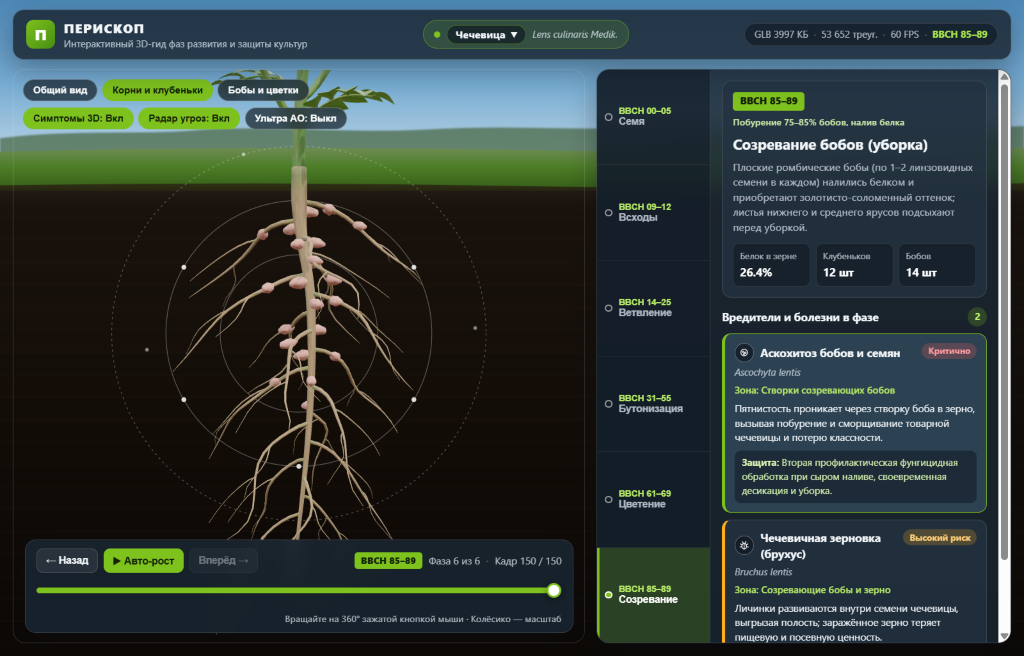 П
ПЕРИСКОП
Интерактивный 3D-гид фаз развития и защиты культур
Чечевица ▼
Lens culinaris Medik.
GLB 3997 КБ · 53 652 треуг. · 60 FPS · BBCH 85–89
Общий вид
Корни и клубеньки
Бобы и цветки
Симптомы 3D: Вкл
Радар угроз: Вкл
Ультра АО: Выкл
← Назад
▶ Авто-рост
Вперёд →
BBCH 85–89
Фаза 6 из 6 · Кадр 150 / 150
Вращайте на 360° зажатой кнопкой мыши · Колёсико — масштаб
BBCH 00–05
Семя
BBCH 09–12
Всходы
BBCH 14–25
Ветвление
BBCH 31–55
Бутонизация
BBCH 61–69
Цветение
BBCH 85–89
Созревание
BBCH 85–89
Побурение 75–85% бобов, налив белка
Созревание бобов (уборка)
Плоские ромбические бобы (по 1–2 линзовидных
семени в каждом) налились белком и
приобретают золотисто-соломенный оттенок;
листья нижнего и среднего ярусов подсыхают
перед уборкой.
Белок в зерне
26.4%
Клубеньков
12 шт
Бобов
14 шт
Вредители и болезни в фазе
2
Аскохитоз бобов и семян
Критично
Ascochyta lentis
Зона: Створки созревающих бобов
Пятнистость проникает через створку боба в зерно,
вызывая побурение и сморщивание товарной
чечевицы и потерю классности.
Защита: Вторая профилактическая фунгицидная
обработка при сыром наливе, своевременная
десикация и уборка.
Чечевичная зерновка
(брухус)
Высокий риск
Bruchus lentis
Зона: Созревающие бобы и зерно
Личинки развиваются внутри семени чечевицы,
выгрызая полость; заражённое зерно теряет
пищевую и посевную ценность.